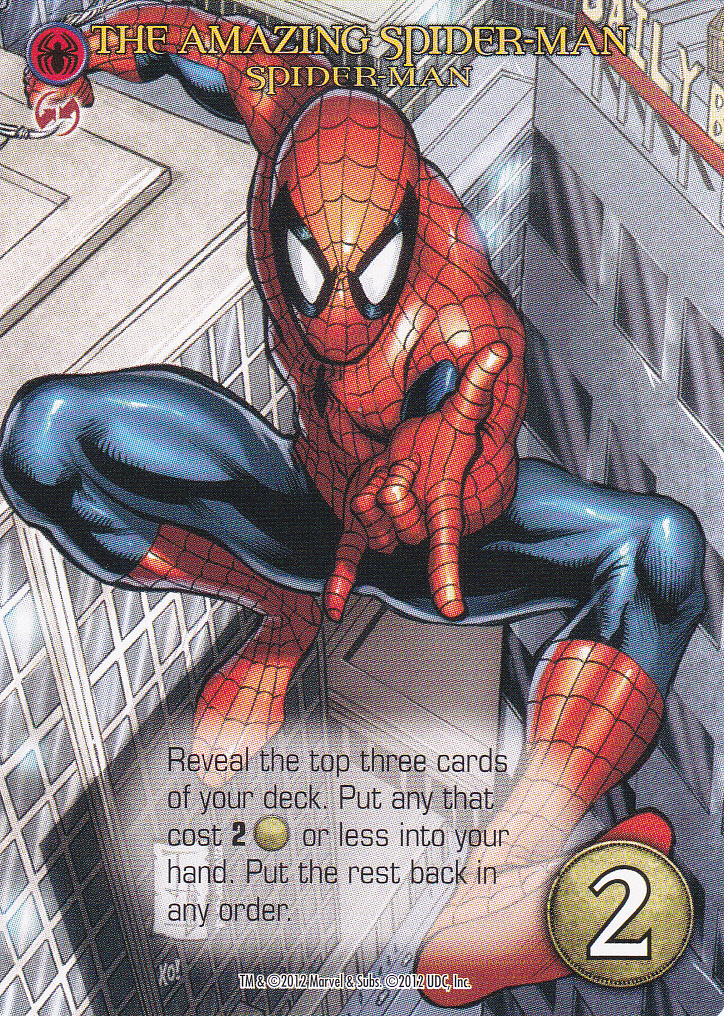 THE AMAZING SPIDER-MAN
SPIDER-MAN
DAILY B
Reveal the top three cards
of your deck. Put any that
cost 2 or less into your
hand. Put the rest back in
any order.
2
KO!
TM & ©2012 Marvel & Subs. ©2012 UDC, Inc.